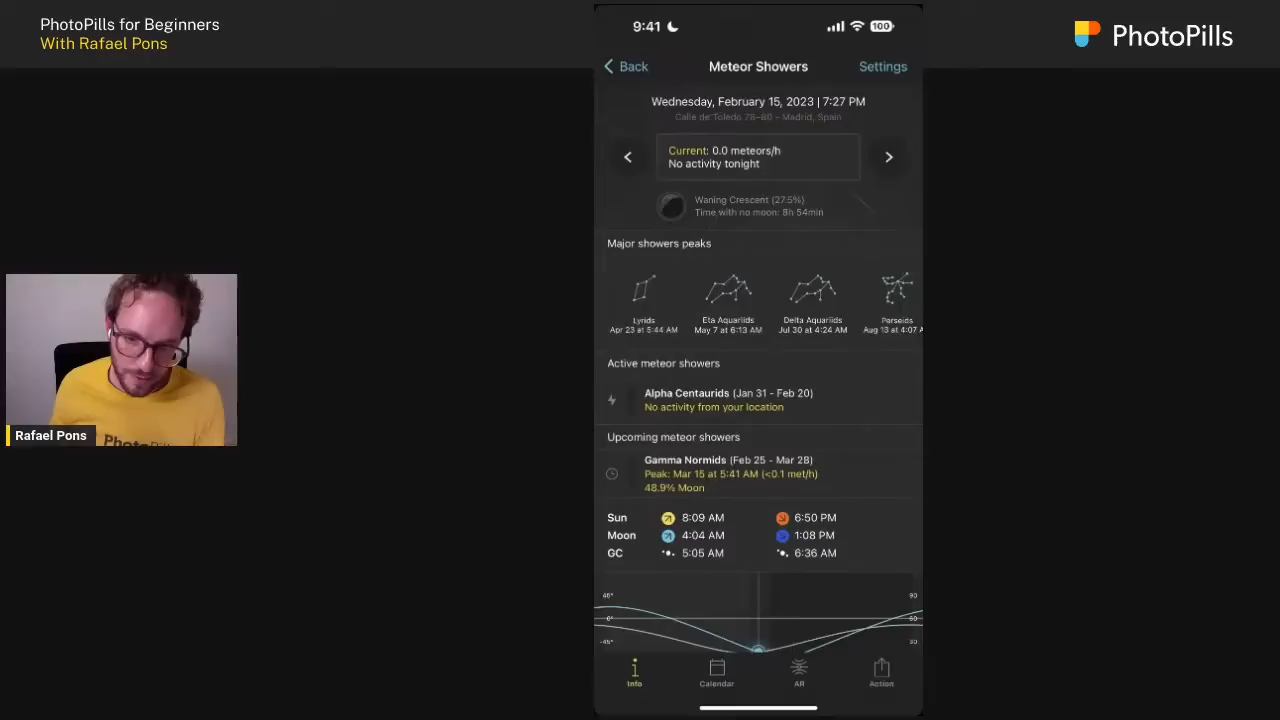 PhotoPills for Beginners
With Rafael Pons
PhotoPills
9:41
100
Back
Meteor Showers
Settings
Wednesday, February 15, 2023 | 7:27 PM
Calle de Toledo 78-80 - Madrid, Spain
Current: 0.0 meteors/h
No activity tonight
Waning Crescent (27.5%)
Time with no moon: 8h 54min
Major showers peaks
Lyrids
Apr 23 at 5:44 AM
Eta Aquariids
May 7 at 6:13 AM
Delta Aquariids
Jul 30 at 4:24 AM
Perseids
Aug 13 at 4:07 A
Active meteor showers
Alpha Centaurids (Jan 31 - Feb 20)
No activity from your location
Upcoming meteor showers
Gamma Normids (Feb 25 - Mar 28)
Peak: Mar 15 at 5:41 AM (<0.1 met/h)
48.9% Moon
Sun 8:09 AM 6:50 PM
Moon 4:04 AM 1:08 PM
GC 5:05 AM 6:36 AM
45° 90
0° 60
-45° 30
Info
Calendar
AR
Action
Rafael Pons
Photo